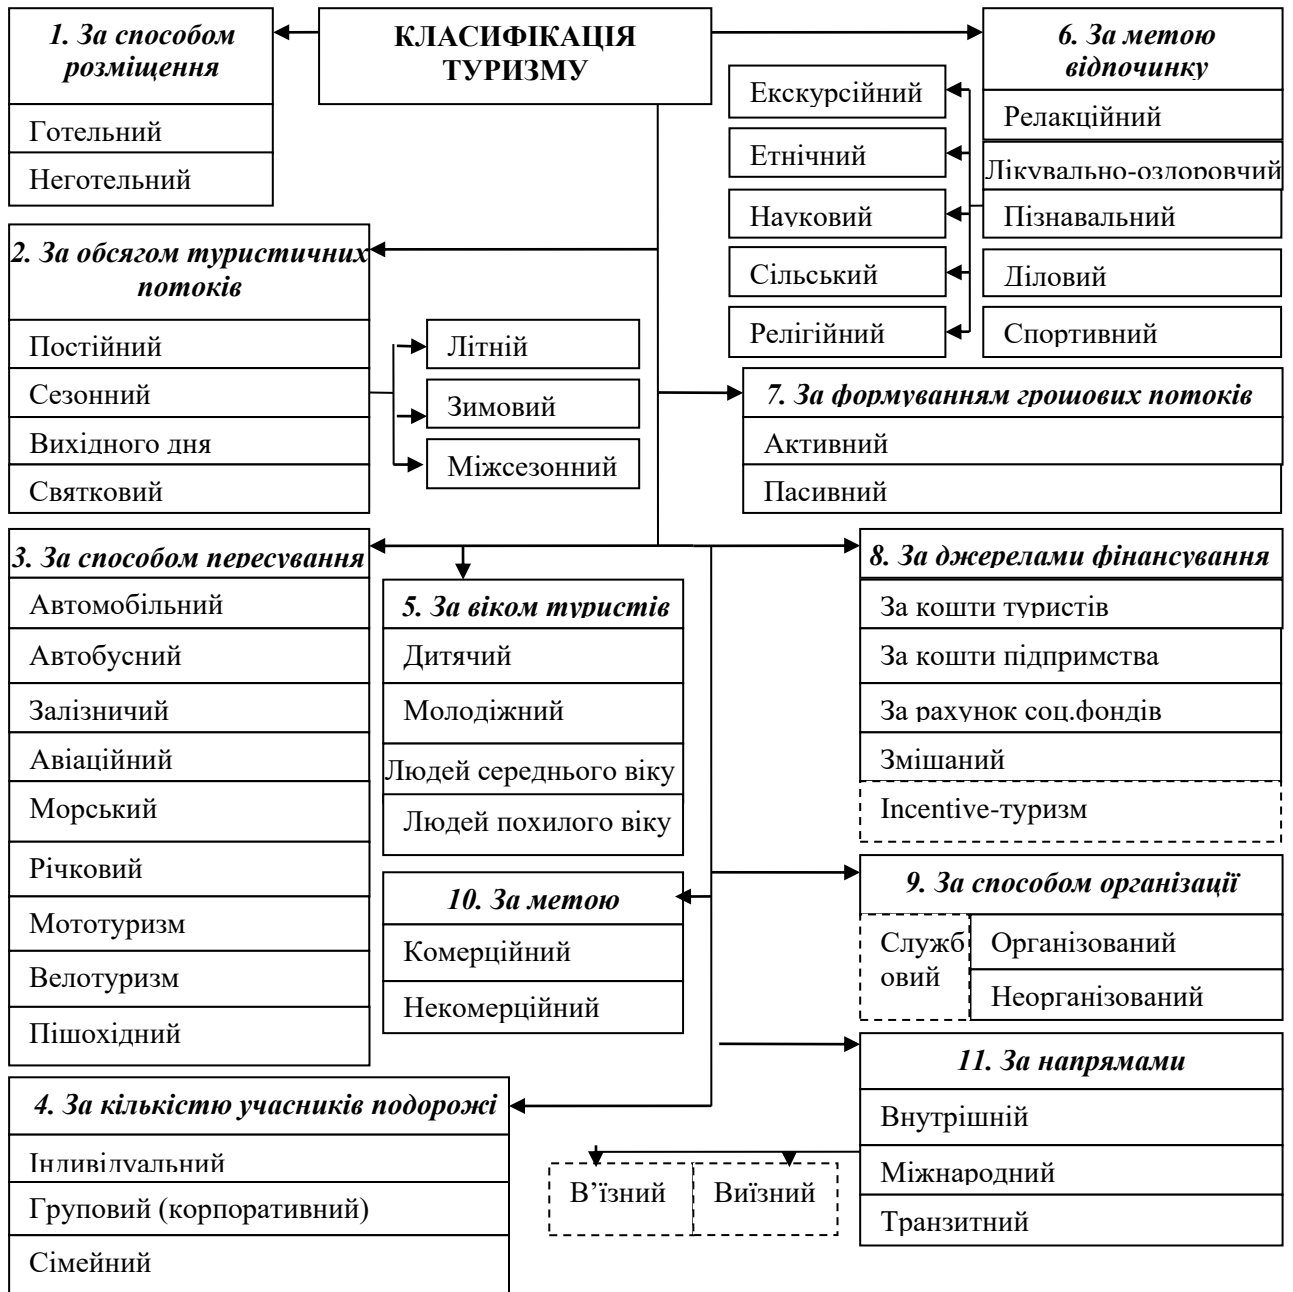 КЛАСИФІКАЦІЯ
ТУРИЗМУ
1. За способом
розміщення
Готельний
Неготельний
2. За обсягом туристичних
потоків
Постійний
Сезонний
Вихідного дня
Святковий
Літній
Зимовий
Міжсезонний
3. За способом пересування
Автомобільний
Автобусний
Залізничий
Авіаційний
Морський
Річковий
Мототуризм
Велотуризм
Пішохідний
4. За кількістю учасників подорожі
Індивідуальний
Груповий (корпоративний)
Сімейний
5. За віком туристів
Дитячий
Молодіжний
Людей середнього віку
Людей похилого віку
10. За метою
Комерційний
Некомерційний
6. За метою
відпочинку
Релакційний
Лікувально-оздоровчий
Пізнавальний
Діловий
Спортивний
Екскурсійний
Етнічний
Науковий
Сільський
Релігійний
7. За формуванням грошових потоків
Активний
Пасивний
8. За джерелами фінансування
За кошти туристів
За кошти підпримства
За рахунок соц.фондів
Змішаний
Incentive-туризм
9. За способом організації
Служб
овий
Організований
Неорганізований
11. За напрямами
Внутрішній
Міжнародний
Транзитний
В’їзний
Виїзний